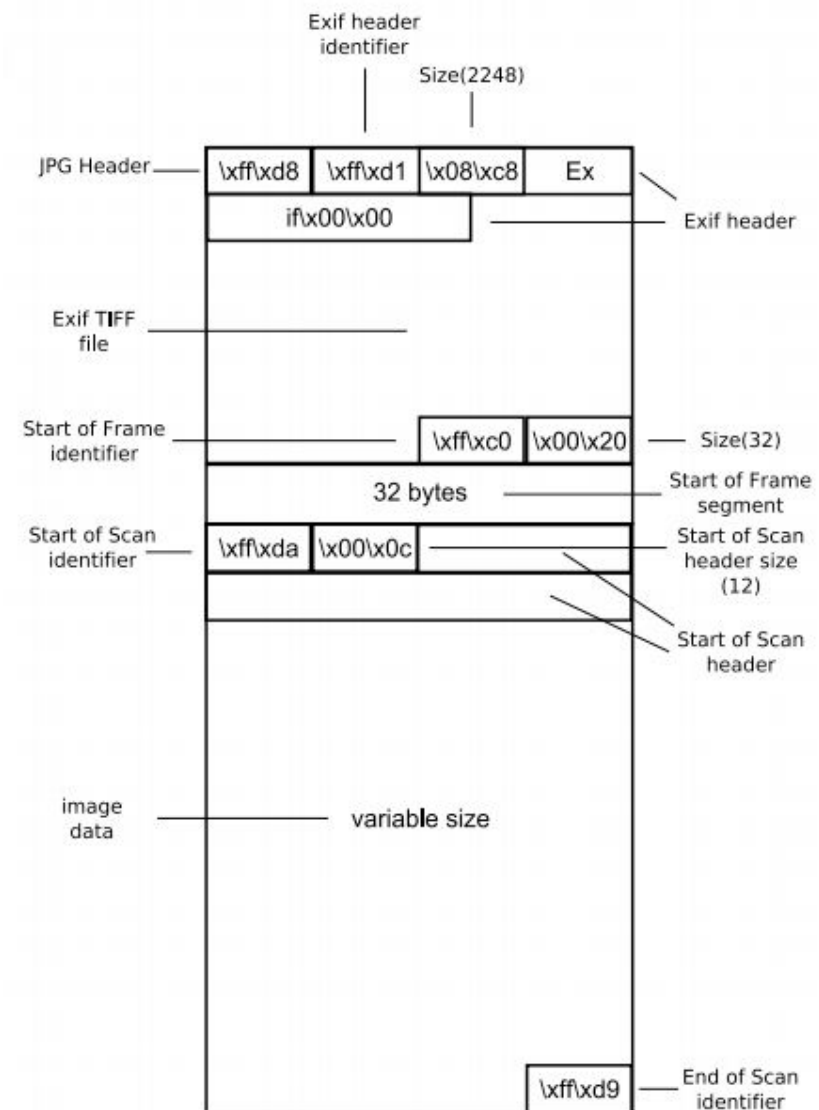 Exif header
identifier
Size(2248)
JPG Header
\xff\xd8 \xff\xd1 \x08\xc8 Ex
if\x00\x00
Exif header
Exif TIFF
file
Start of Frame
identifier
\xff\xc0 \x00\x20
Size(32)
32 bytes
Start of Frame
segment
Start of Scan
identifier
\xff\xda \x00\x0c
Start of Scan
header size
(12)
Start of Scan
header
image
data
variable size
\xff\xd9
End of Scan
identifier